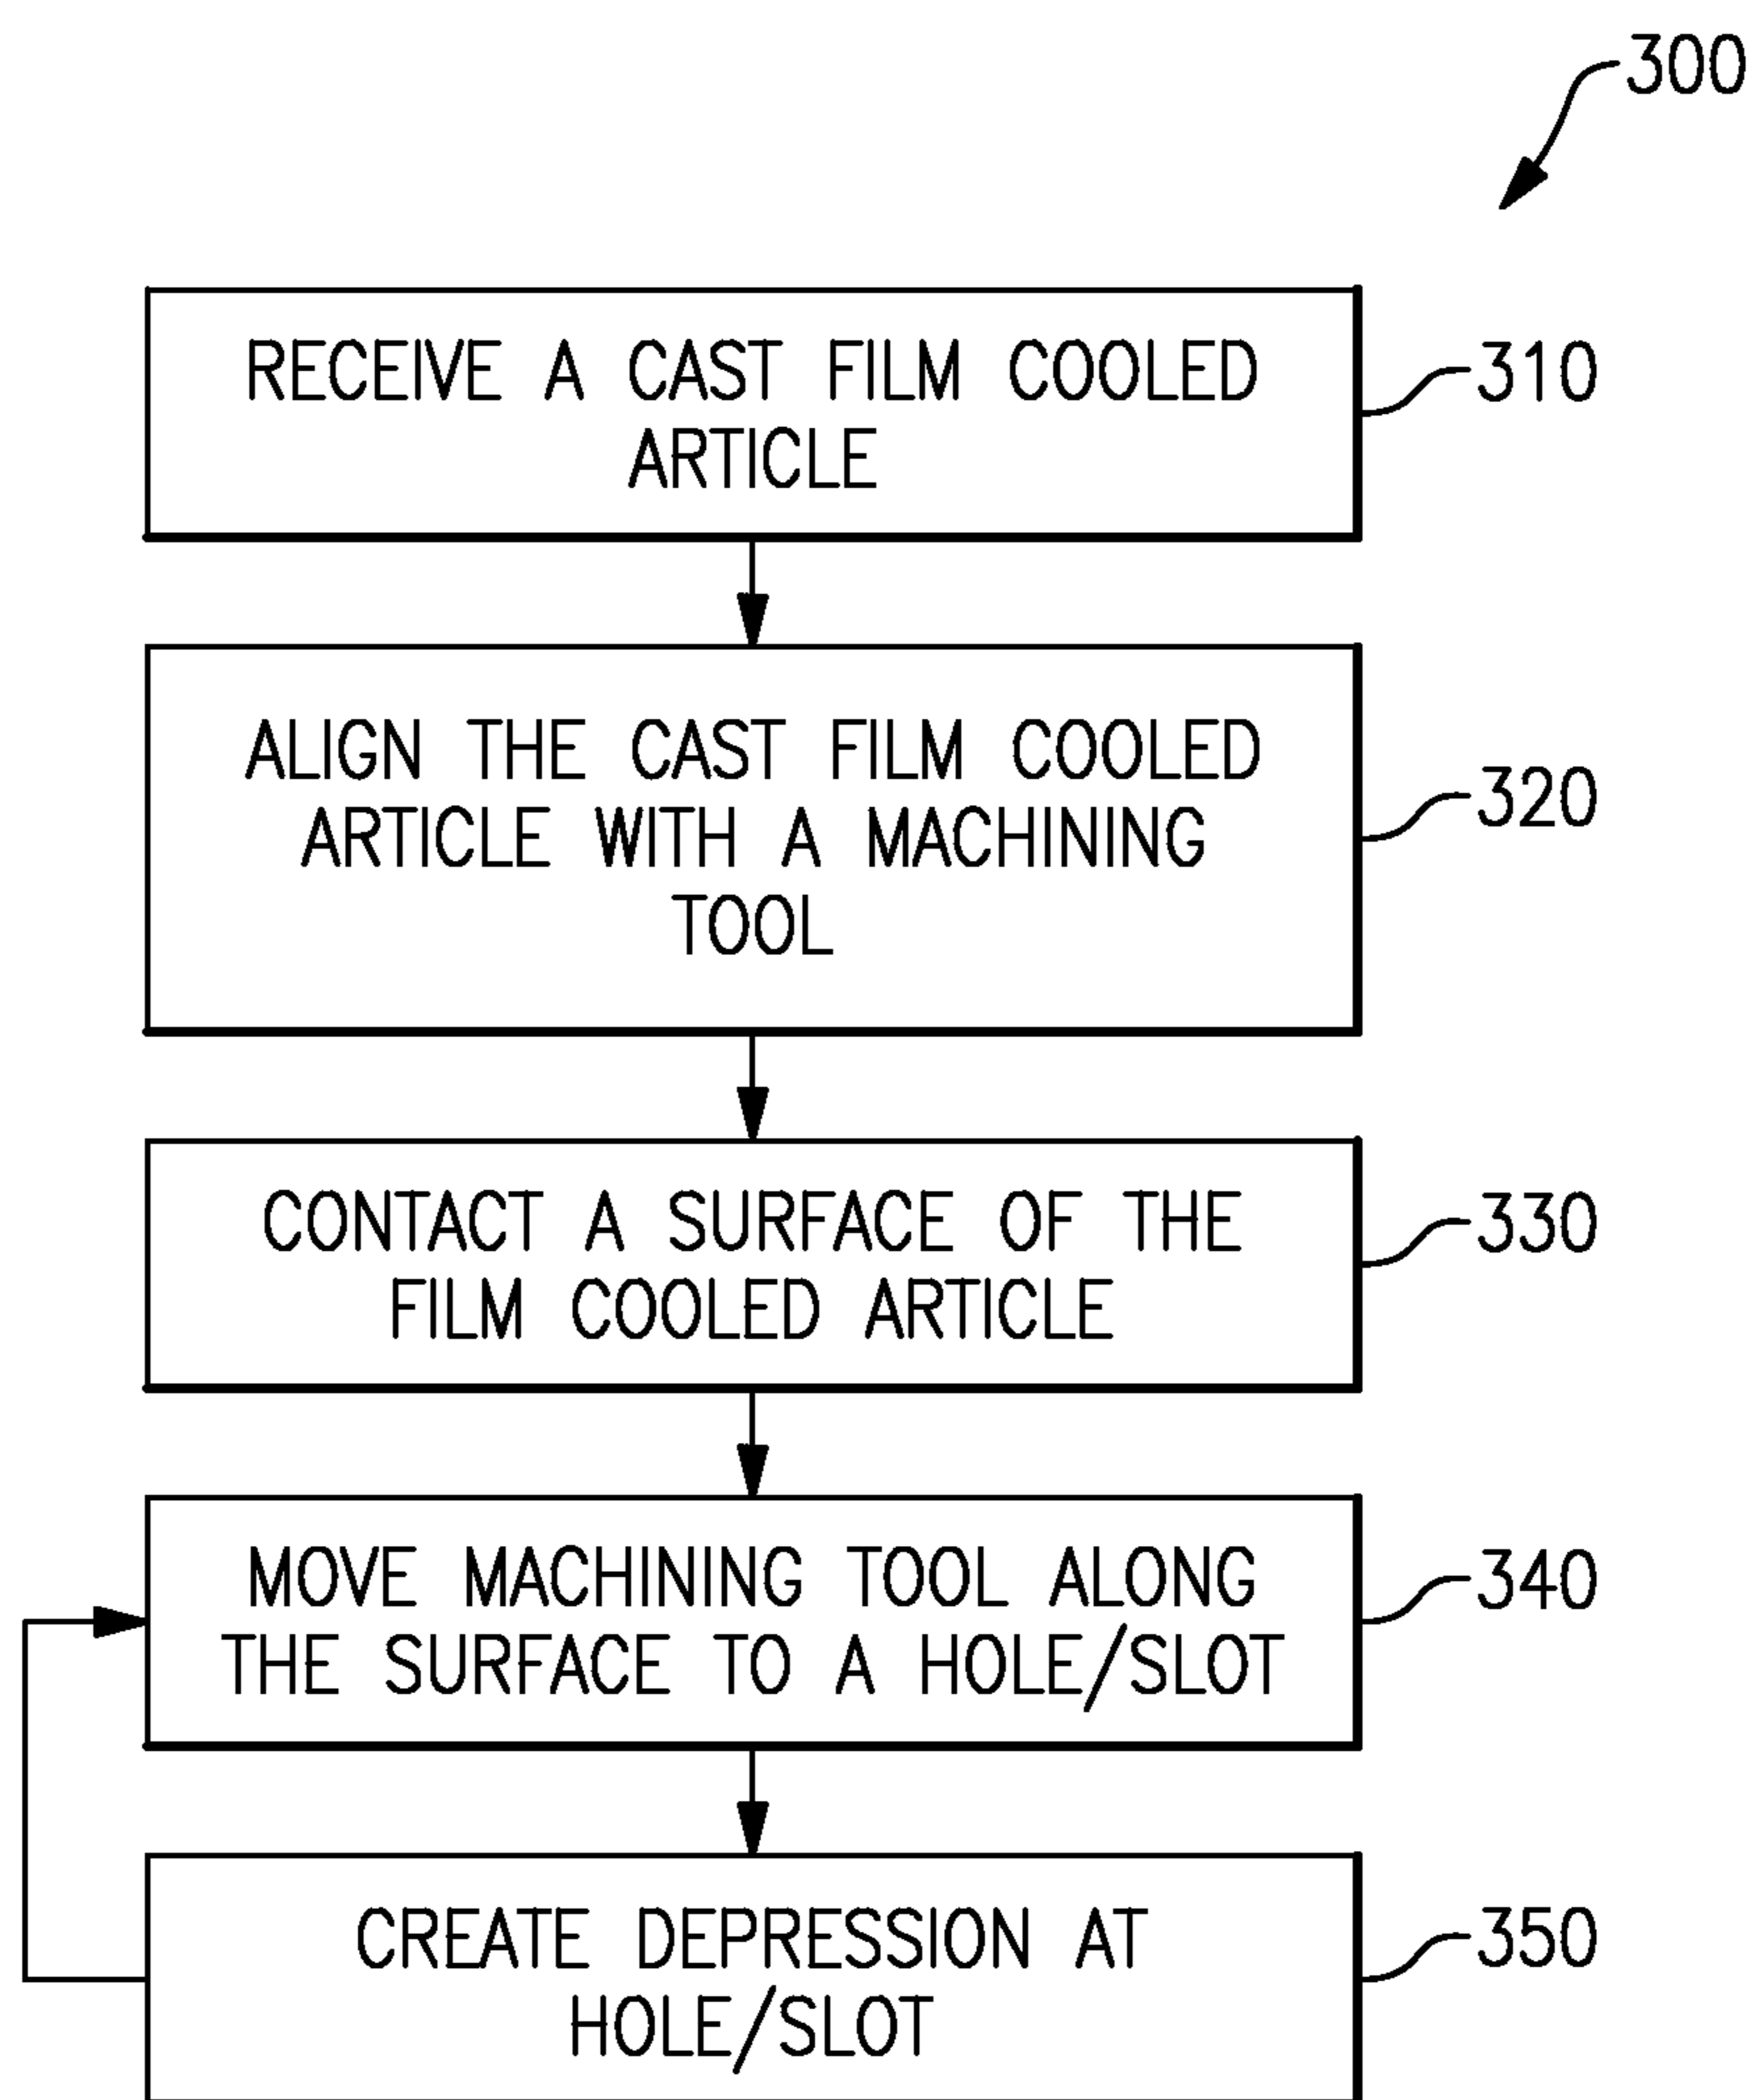 300
RECEIVE A CAST FILM COOLED
ARTICLE
310
ALIGN THE CAST FILM COOLED
ARTICLE WITH A MACHINING
TOOL
320
CONTACT A SURFACE OF THE
FILM COOLED ARTICLE
330
MOVE MACHINING TOOL ALONG
THE SURFACE TO A HOLE/SLOT
340
CREATE DEPRESSION AT
HOLE/SLOT
350